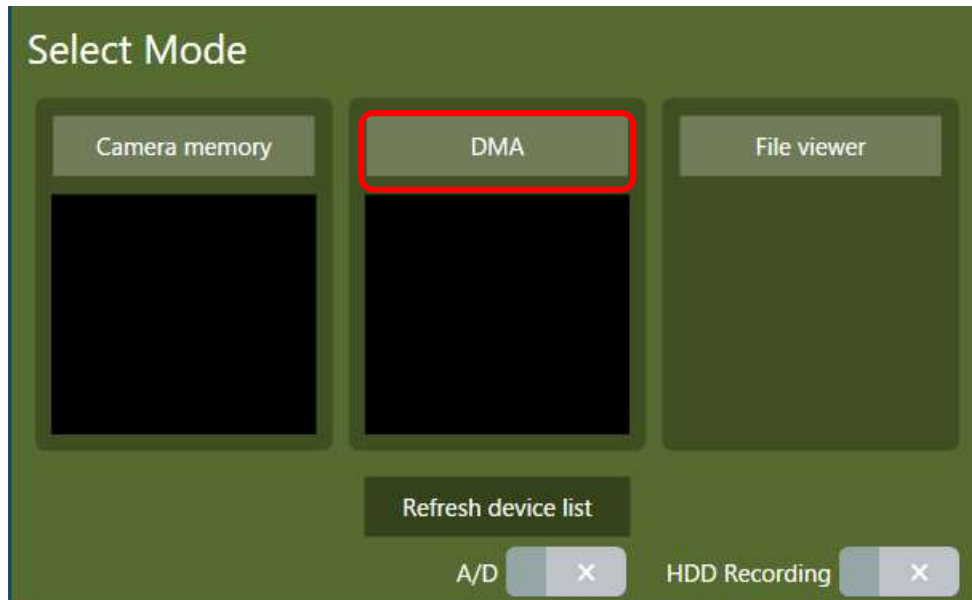 Select Mode
Camera memory
DMA
File viewer
Refresh device list
A/D
HDD Recording